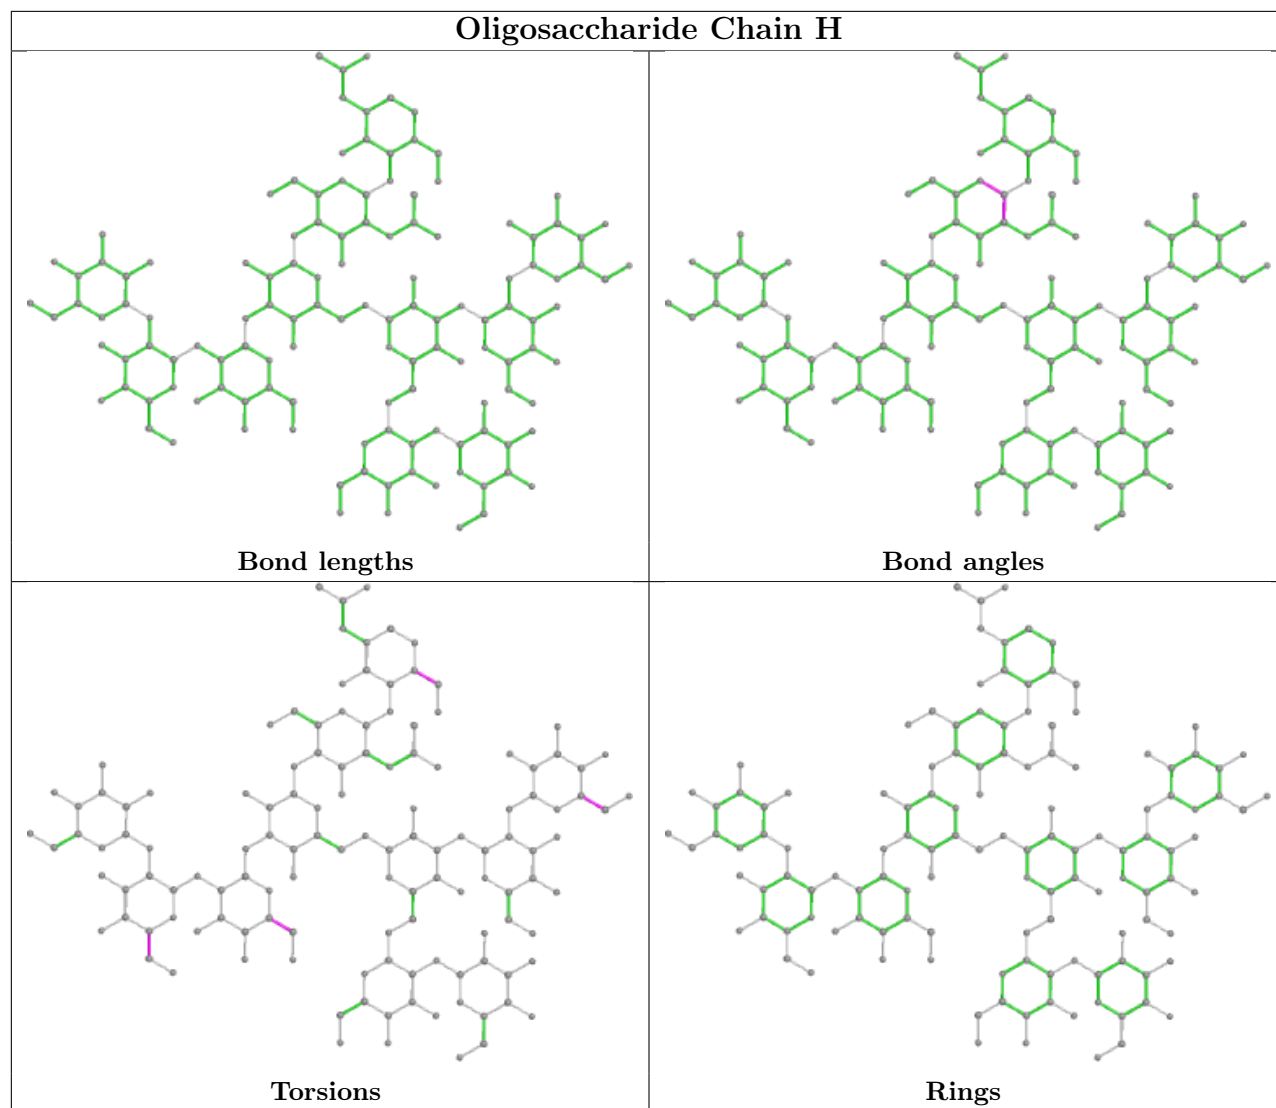 Oligosaccharide Chain H
Bond lengths
Bond angles
Torsions
Rings